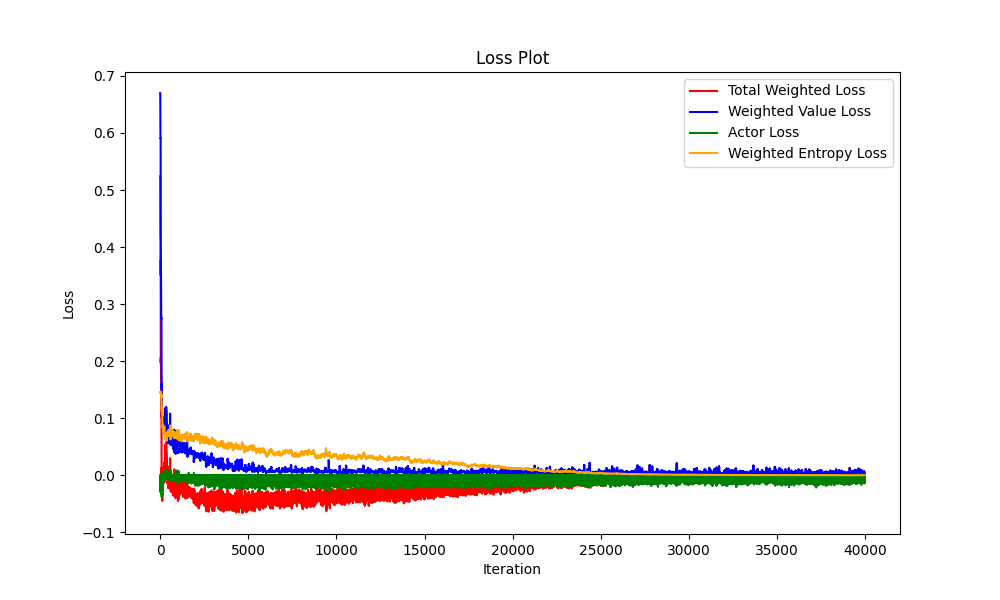 Loss Plot
Total Weighted Loss
Weighted Value Loss
Actor Loss
Weighted Entropy Loss
0.7
0.6
0.5
0.4
0.3
0.2
0.1
0.0
−0.1
Loss
0 5000 10000 15000 20000 25000 30000 35000 40000
Iteration